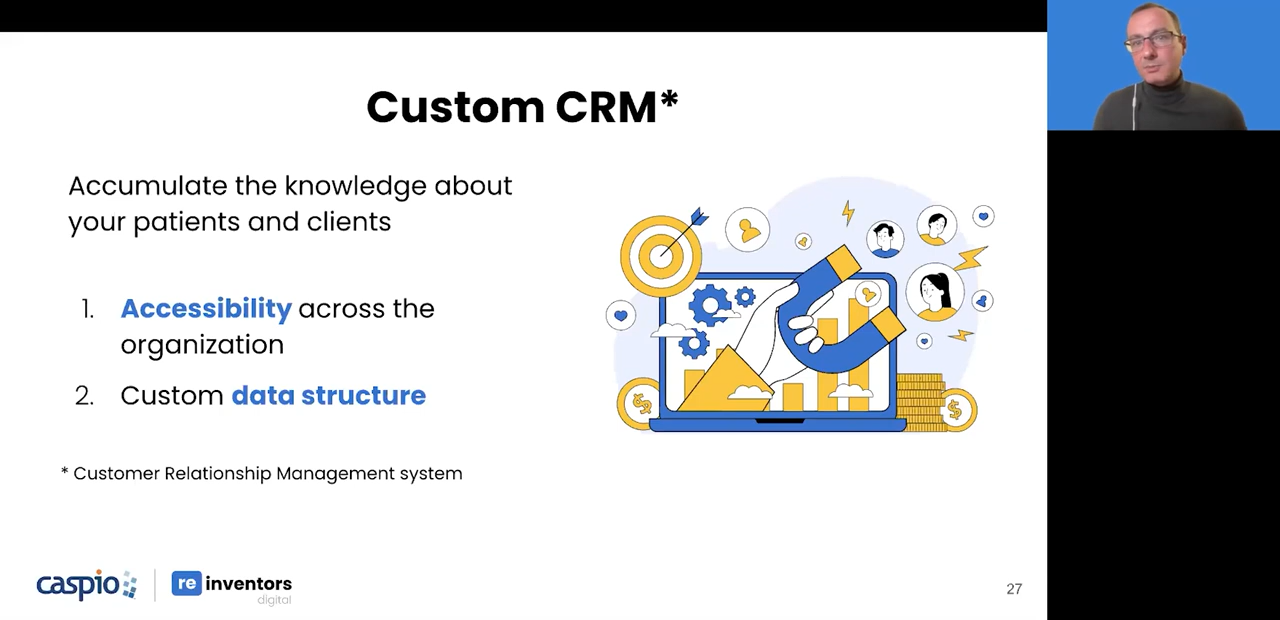 Custom CRM*
Accumulate the knowledge about
your patients and clients
1. Accessibility across the
organization
2. Custom data structure
* Customer Relationship Management system
caspio
re inventors
digital
27